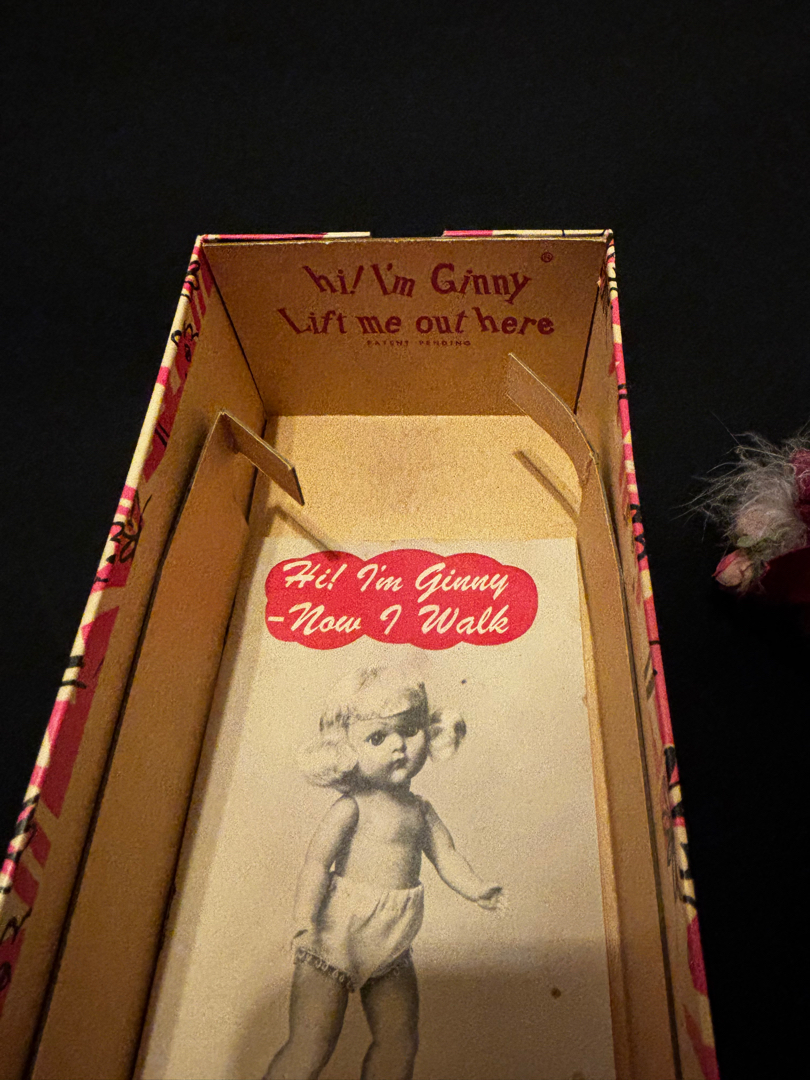 hi! I'm Ginny ®
Lift me out here
PATENT PENDING
Hi! I'm Ginny
-Now I Walk